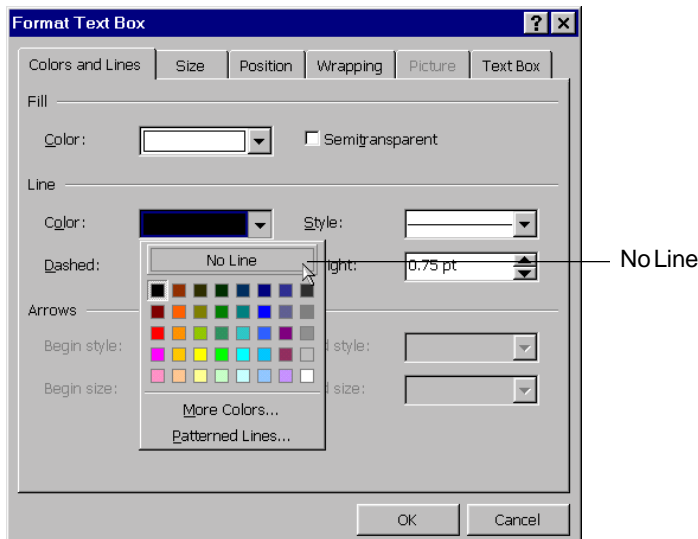 Format Text Box
Colors and Lines Size Position Wrapping Picture Text Box
Fill
Color: Semitransparent
Line
Color: Style:
No Line No Line
Dashed: ight: 0.75 pt
Arrows
Begin style: d style:
Begin size: d size:
More Colors...
Patterned Lines...
OK Cancel